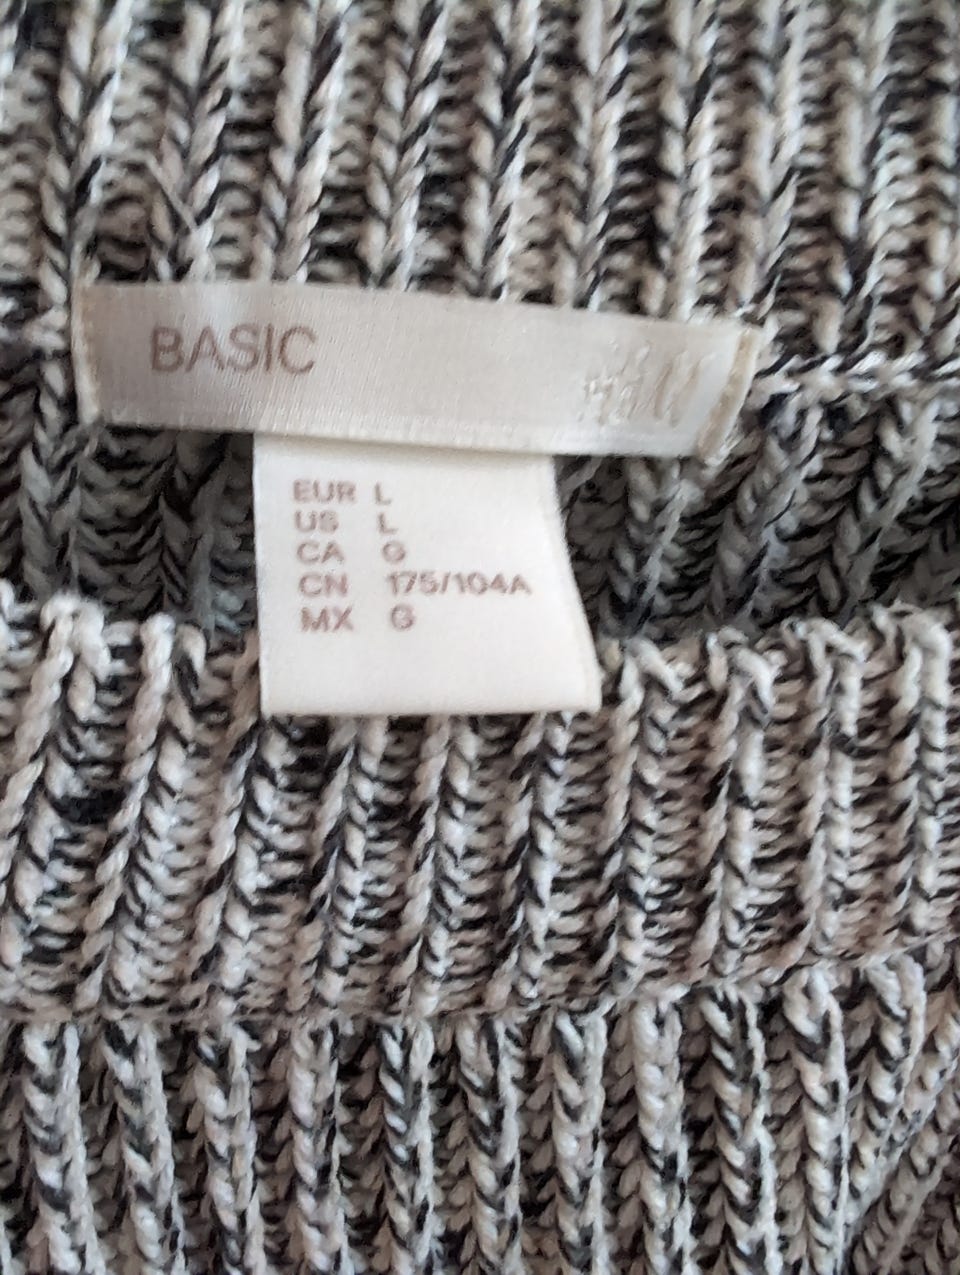 BASIC
H&M
EUR L
US L
CA G
CN 175/104A
MX G